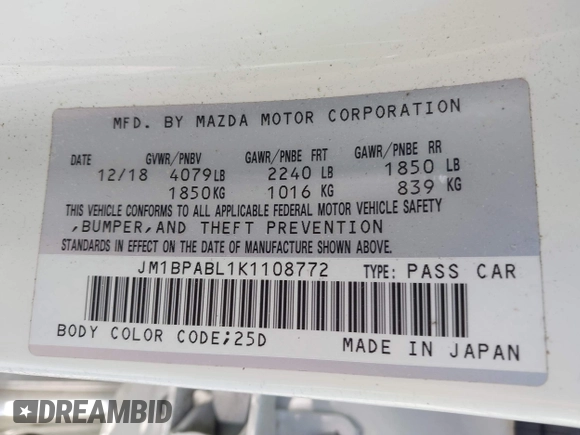 MFD. BY MAZDA MOTOR CORPORATION
DATE GVWR/PNBV GAWR/PNBE FRT GAWR/PNBE RR
12/18 4079LB 2240 LB 1850 LB
1850KG 1016 KG 839 KG
THIS VEHICLE CONFORMS TO ALL APPLICABLE FEDERAL MOTOR VEHICLE SAFETY
,BUMPER,AND THEFT PREVENTION
STANDARDS IN EFFECT ON THE DATE OF MANUFACTURE SHOWN ABOVE.
JM1BPABL1K1108772 TYPE: PASS CAR
BODY COLOR CODE;25D MADE IN JAPAN
DREAMBID